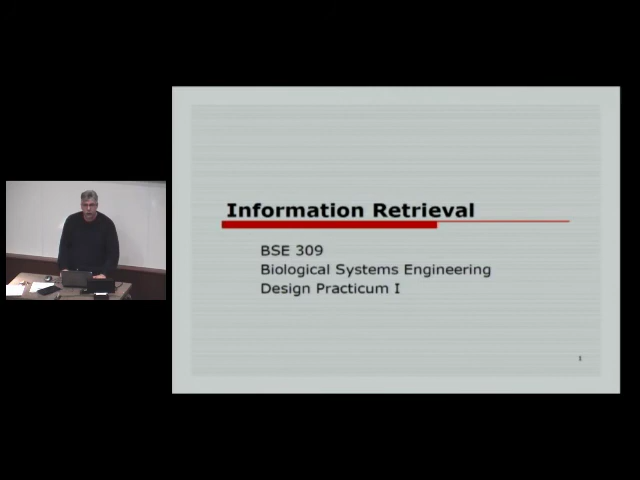 Information Retrieval
BSE 309
Biological Systems Engineering
Design Practicum I
1